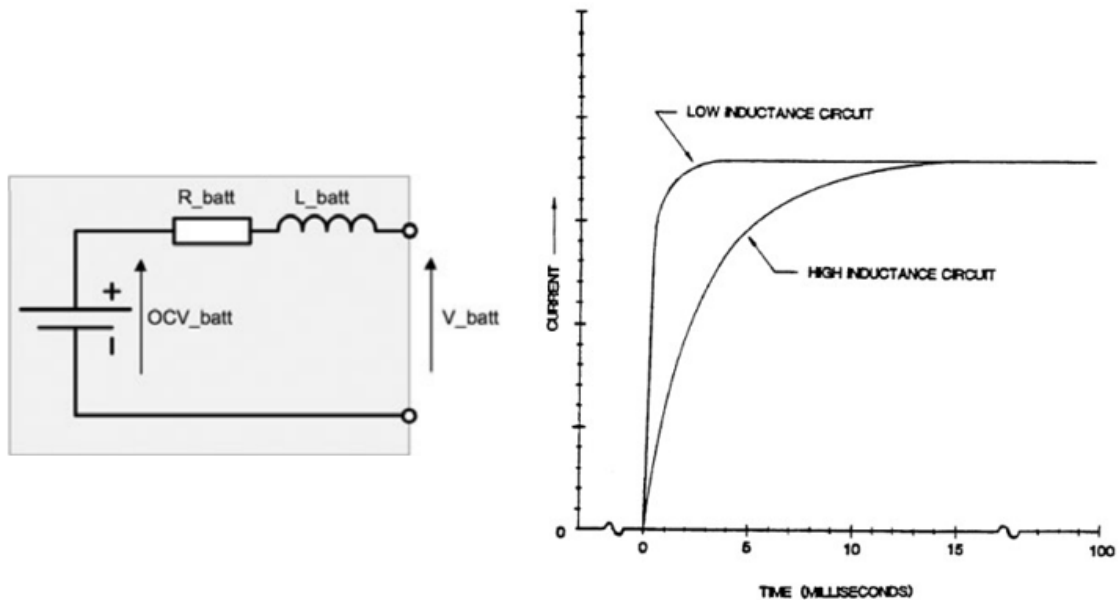 R_batt
L_batt
+
OCV_batt
V_batt
LOW INDUCTANCE CIRCUIT
HIGH INDUCTANCE CIRCUIT
CURRENT
0
0 5 10 15 100
TIME (MILLISECONDS)